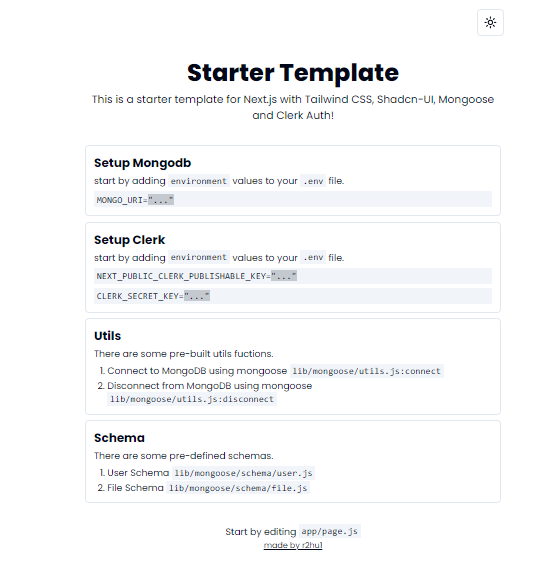 Starter Template
This is a starter template for Next.js with Tailwind CSS, Shadcn-UI, Mongoose
and Clerk Auth!
Setup Mongodb
start by adding environment values to your .env file.
MONGO_URI="..."
Setup Clerk
start by adding environment values to your .env file.
NEXT_PUBLIC_CLERK_PUBLISHABLE_KEY="..."
CLERK_SECRET_KEY="..."
Utils
There are some pre-built utils fuctions.
1. Connect to MongoDB using mongoose lib/mongoose/utils.js:connect
2. Disconnect from MongoDB using mongoose
lib/mongoose/utils.js:disconnect
Schema
There are some pre-defined schemas.
1. User Schema lib/mongoose/schema/user.js
2. File Schema lib/mongoose/schema/file.js
Start by editing app/page.js
made by r2hu1